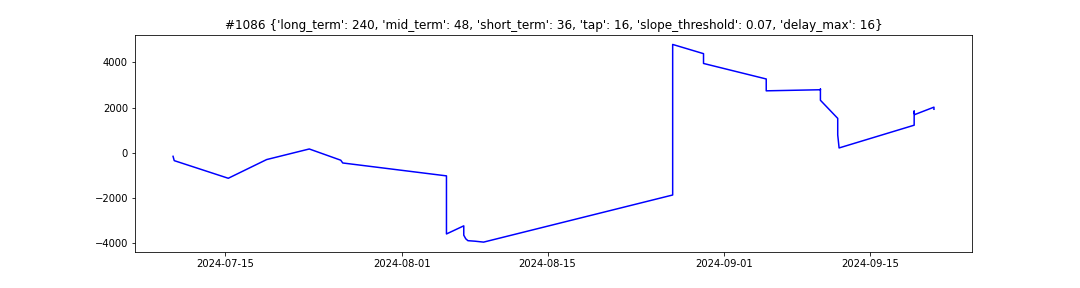 #1086 {'long_term': 240, 'mid_term': 48, 'short_term': 36, 'tap': 16, 'slope_threshold': 0.07, 'delay_max': 16}
4000
2000
0
−2000
−4000
2024-07-15 2024-08-01 2024-08-15 2024-09-01 2024-09-15